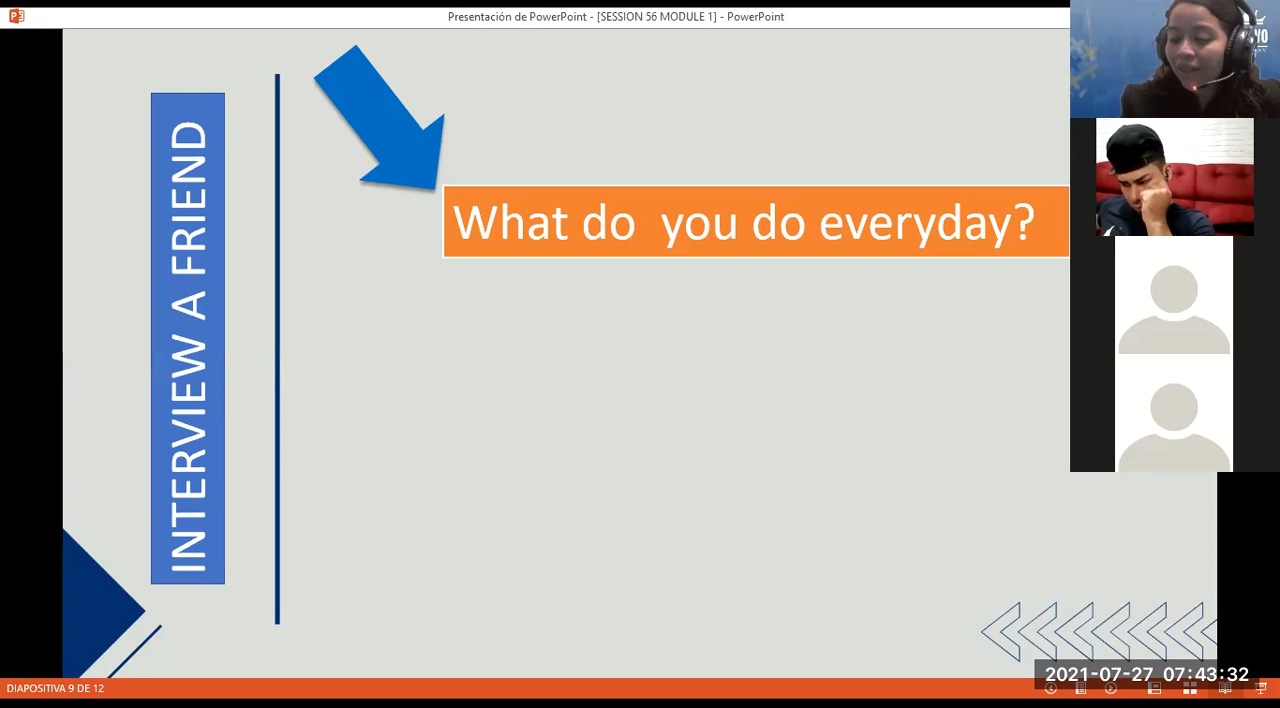 Presentación de PowerPoint - [SESSION 56 MODULE 1] - PowerPoint
INTERVIEW A FRIEND
What do  you do everyday?
2021-07-27 07:43:32
DIAPOSITIVA 9 DE 12